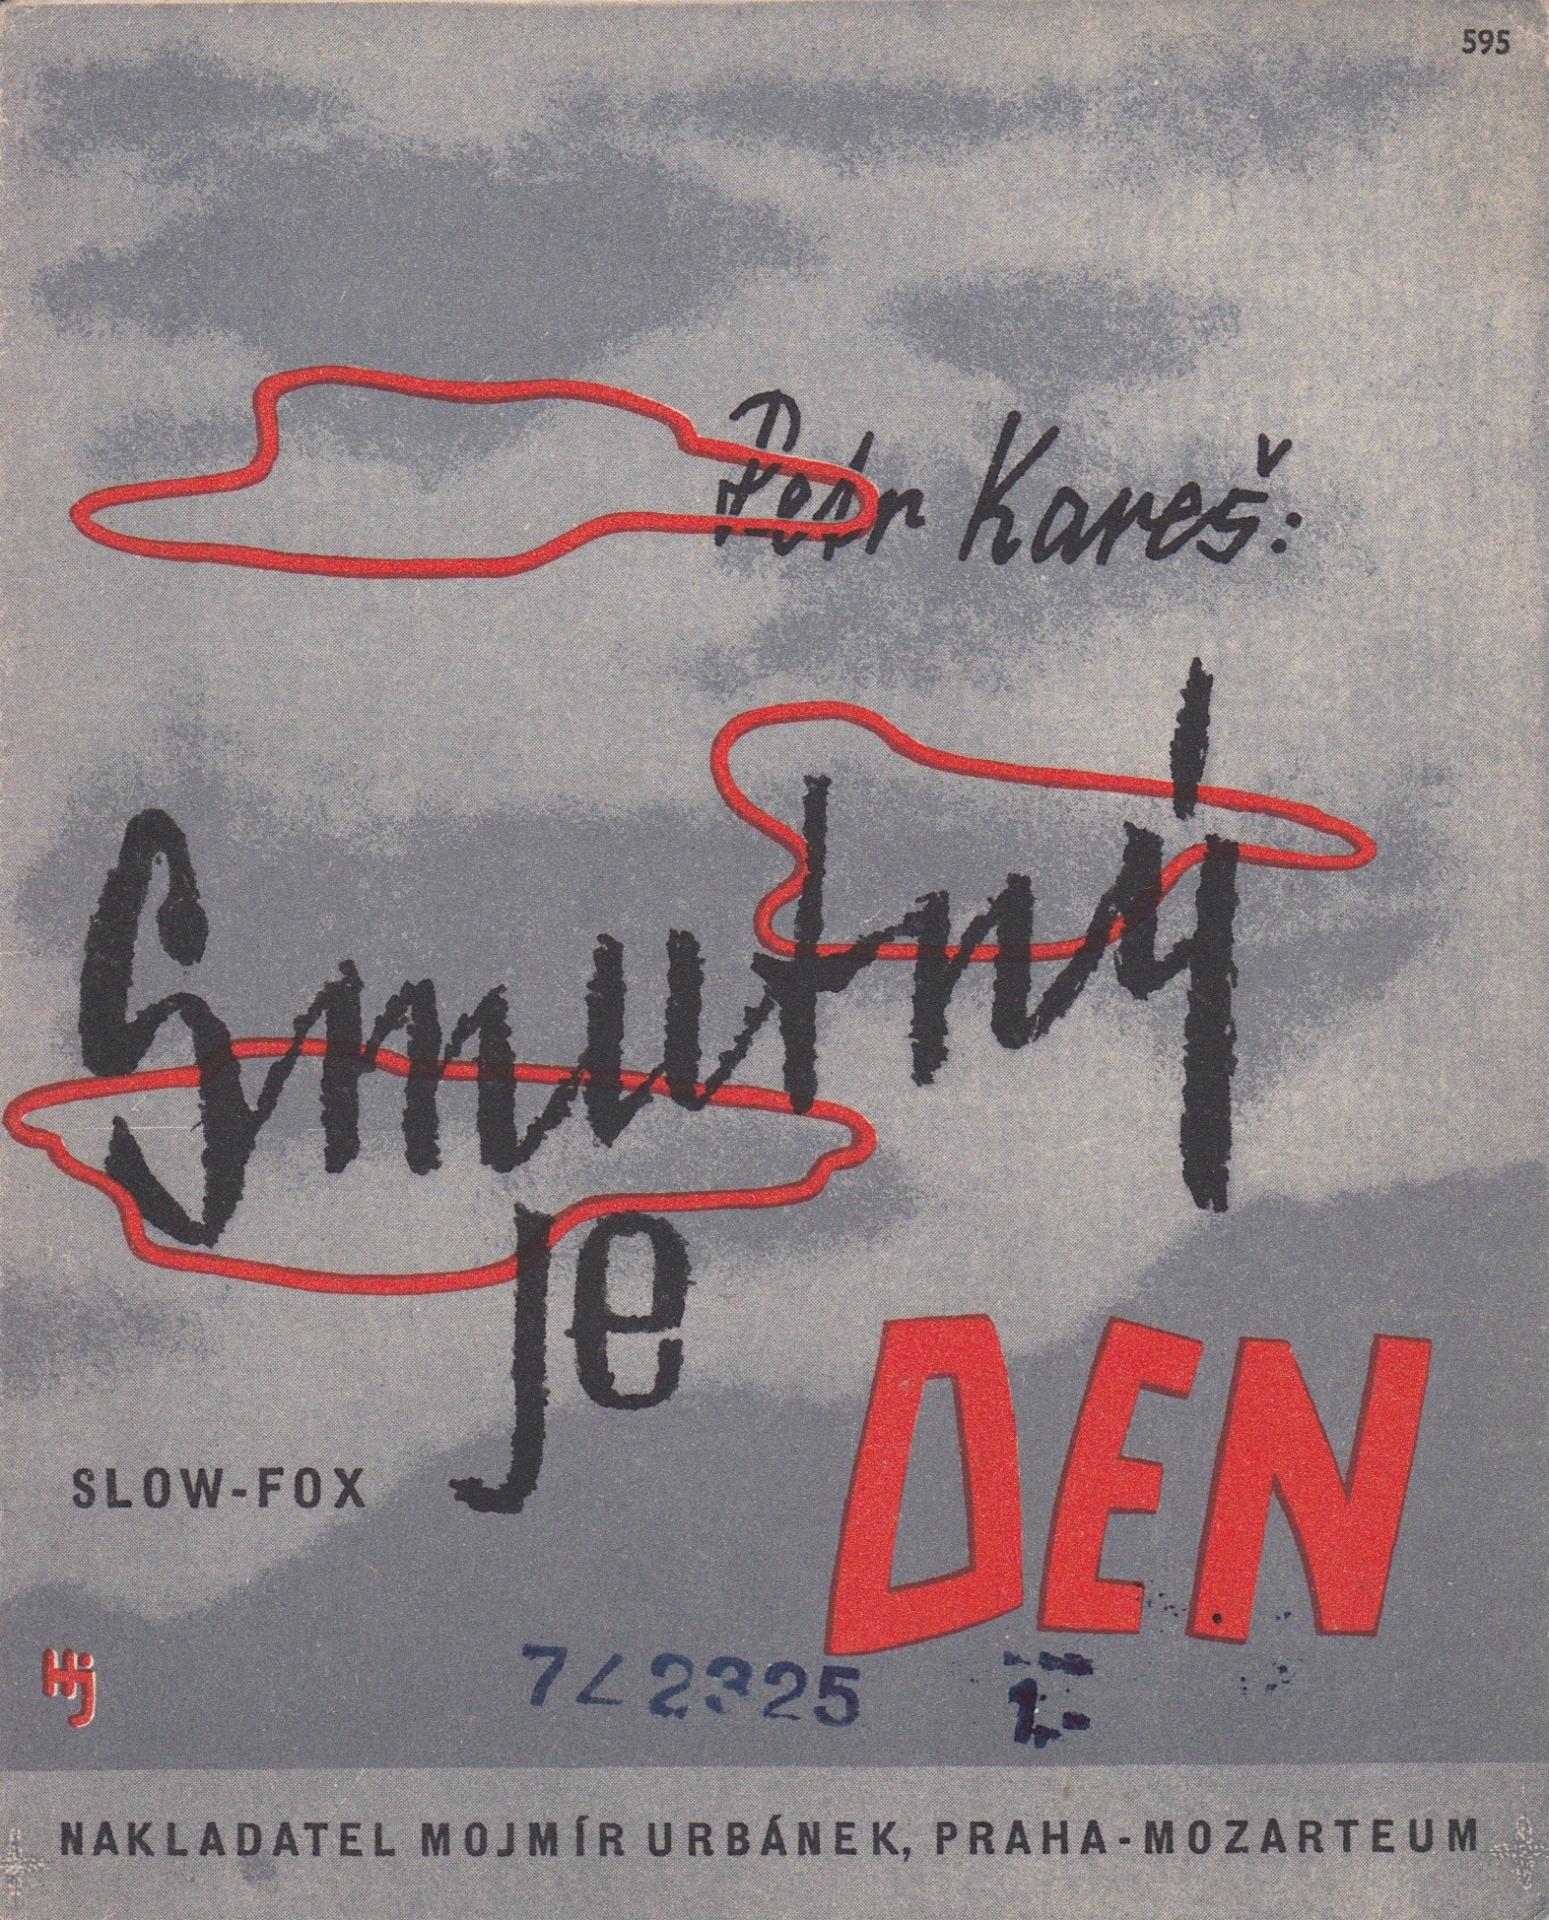 595
Petr Kareš:
Smutný
je
DEN
SLOW-FOX
Hj
742325
NAKLADATEL MOJMÍR URBÁNEK, PRAHA-MOZARTEUM